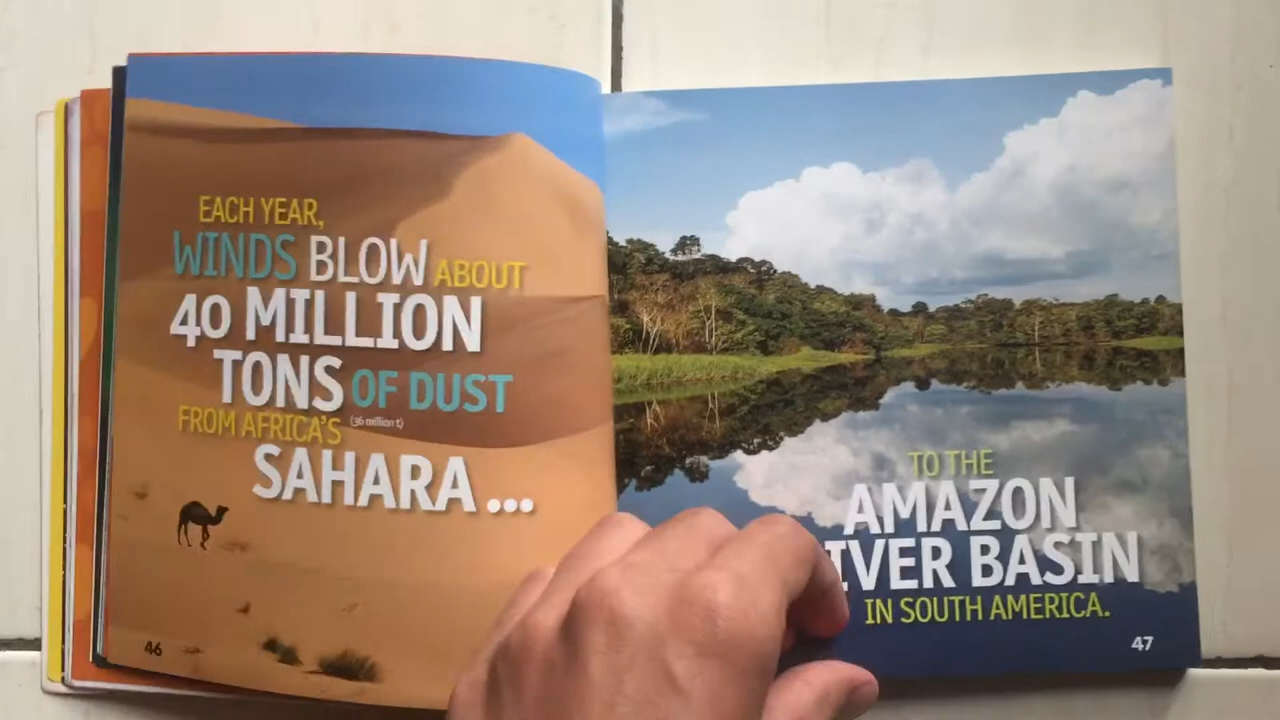 EACH YEAR,
WINDS BLOW ABOUT
40 MILLION
TONS OF DUST
(36 million t)
FROM AFRICA'S
SAHARA ...
46
TO THE
AMAZON
IVER BASIN
IN SOUTH AMERICA.
47